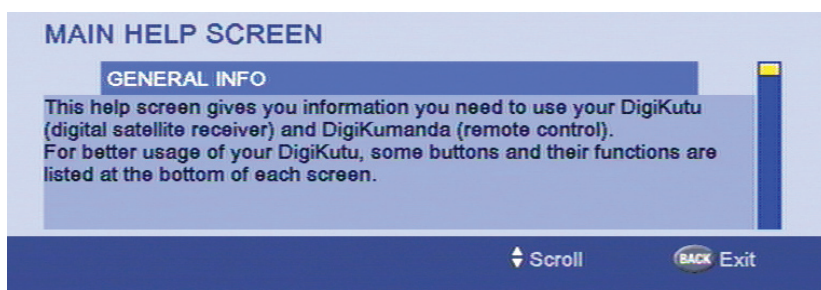 MAIN HELP SCREEN
GENERAL INFO
This help screen gives you information you need to use your DigiKutu
(digital satellite receiver) and DigiKumanda (remote control).
For better usage of your DigiKutu, some buttons and their functions are
listed at the bottom of each screen.
Scroll BACK Exit